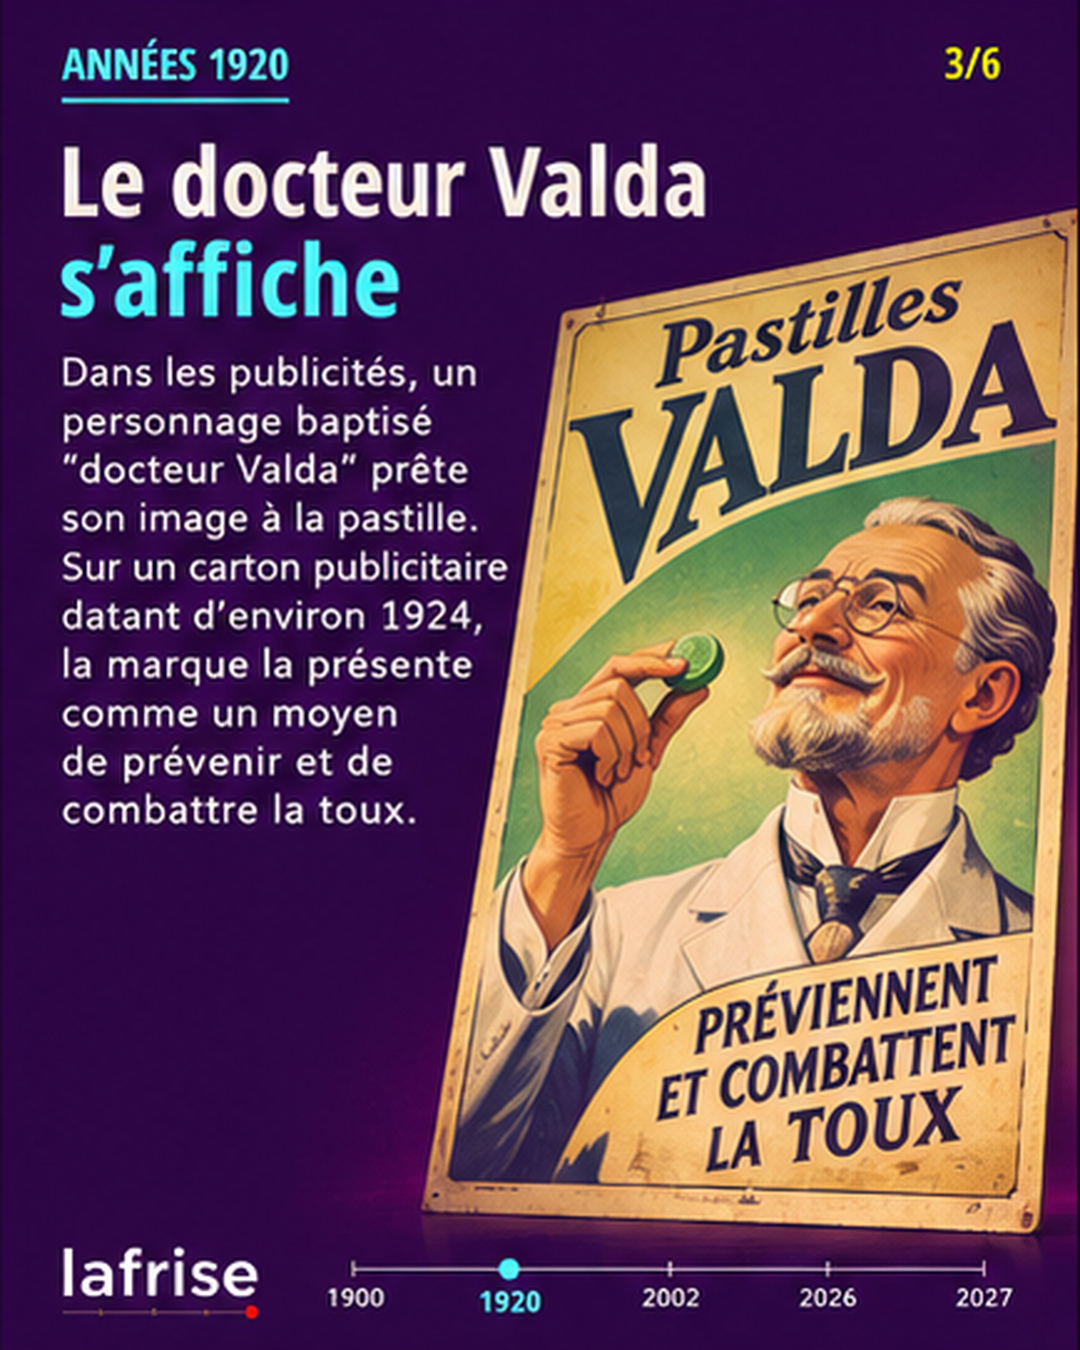 ANNÉES 1920
3/6
Le docteur Valda
s’affiche
Dans les publicités, un
personnage baptisé
“docteur Valda” prête
son image à la pastille.
Sur un carton publicitaire
datant d’environ 1924,
la marque la présente
comme un moyen
de prévenir et de
combattre la toux.
Pastilles
VALDA
PRÉVIENNENT
ET COMBATTENT
LA TOUX
lafrise
1900
1920
2002
2026
2027